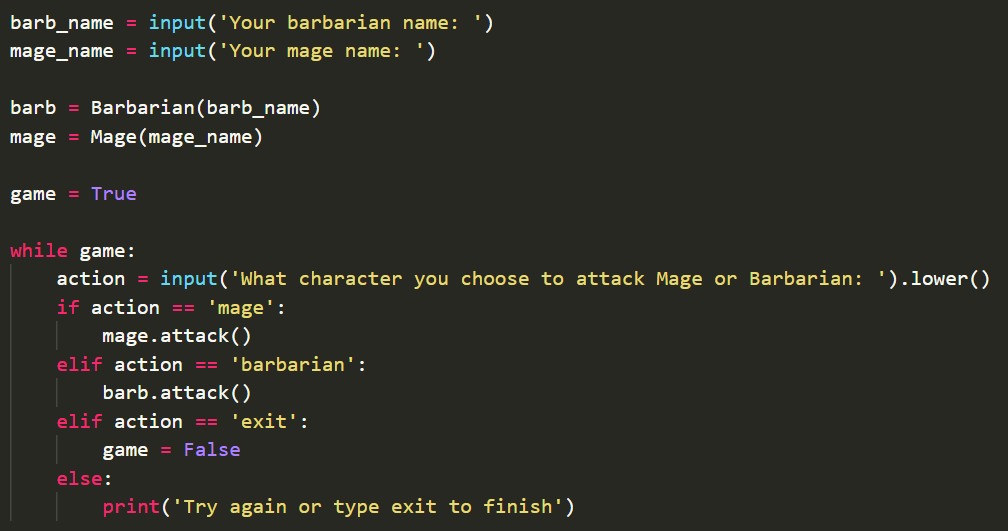 barb_name = input('Your barbarian name: ')
mage_name = input('Your mage name: ')

barb = Barbarian(barb_name)
mage = Mage(mage_name)

game = True

while game:
    action = input('What character you choose to attack Mage or Barbarian: ').lower()
    if action == 'mage':
        mage.attack()
    elif action == 'barbarian':
        barb.attack()
    elif action == 'exit':
        game = False
    else:
        print('Try again or type exit to finish')